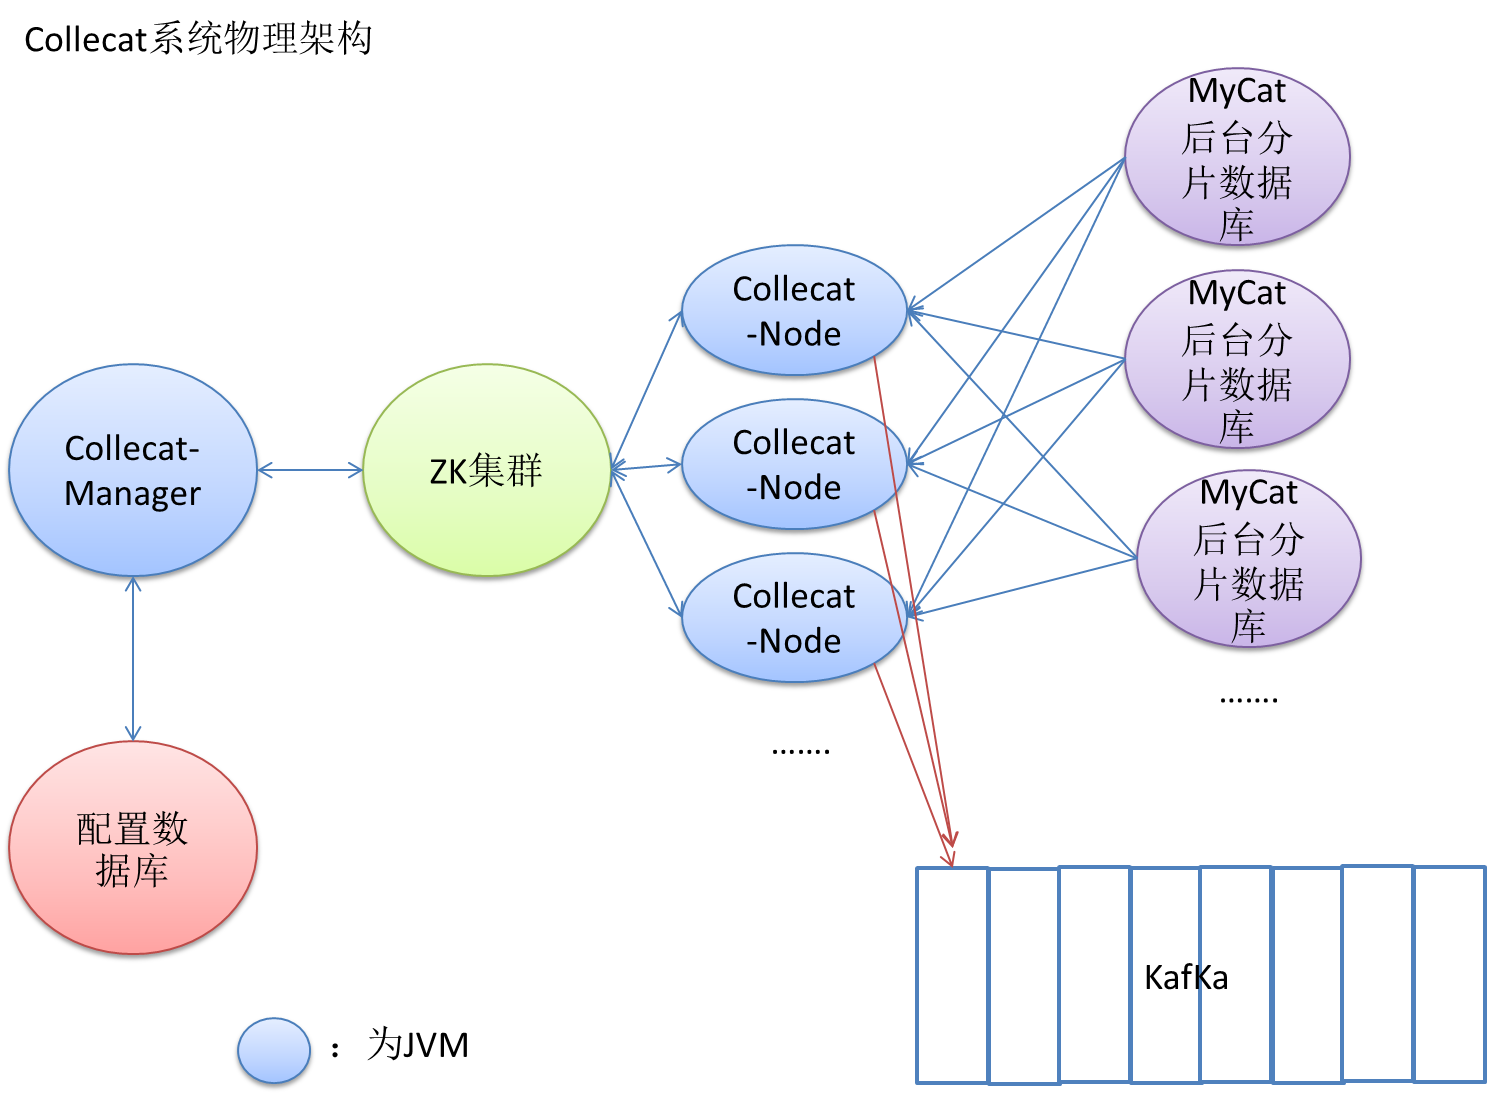 Collecat系统物理架构
MyCat
后台分
片数据
库
MyCat
后台分
片数据
库
MyCat
后台分
片数据
库
…….
Collecat
-Node
Collecat
-Node
Collecat
-Node
…….
Collecat-
Manager
ZK集群
配置数
据库
KafKa
：为JVM